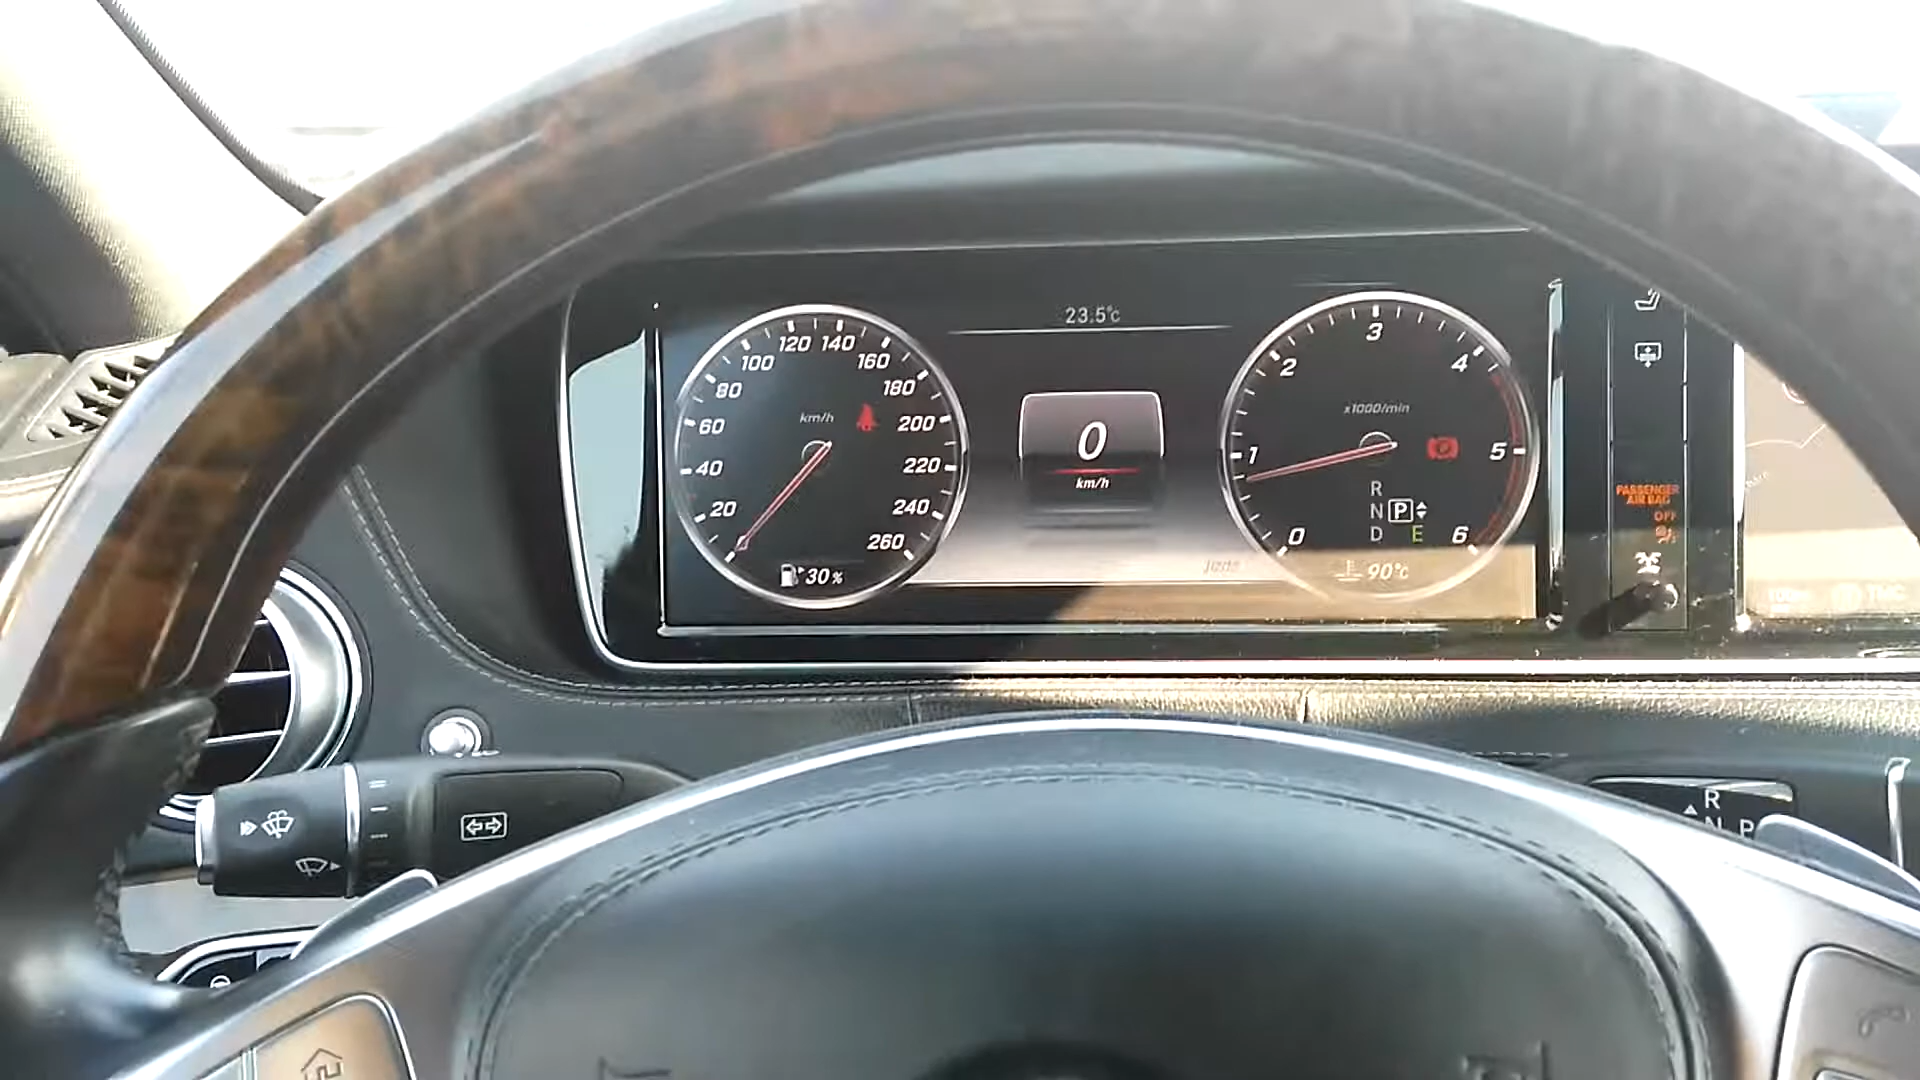 23.5°C
120 140
100 160
80 180
km/h
60 200
40 220
20 240
260
30%
0
km/h
3
2 4
x1000/min
1 5
0 6
R
N P
D E
90°C
PASSENGER
AIR BAG
OFF
TMC
R
N P